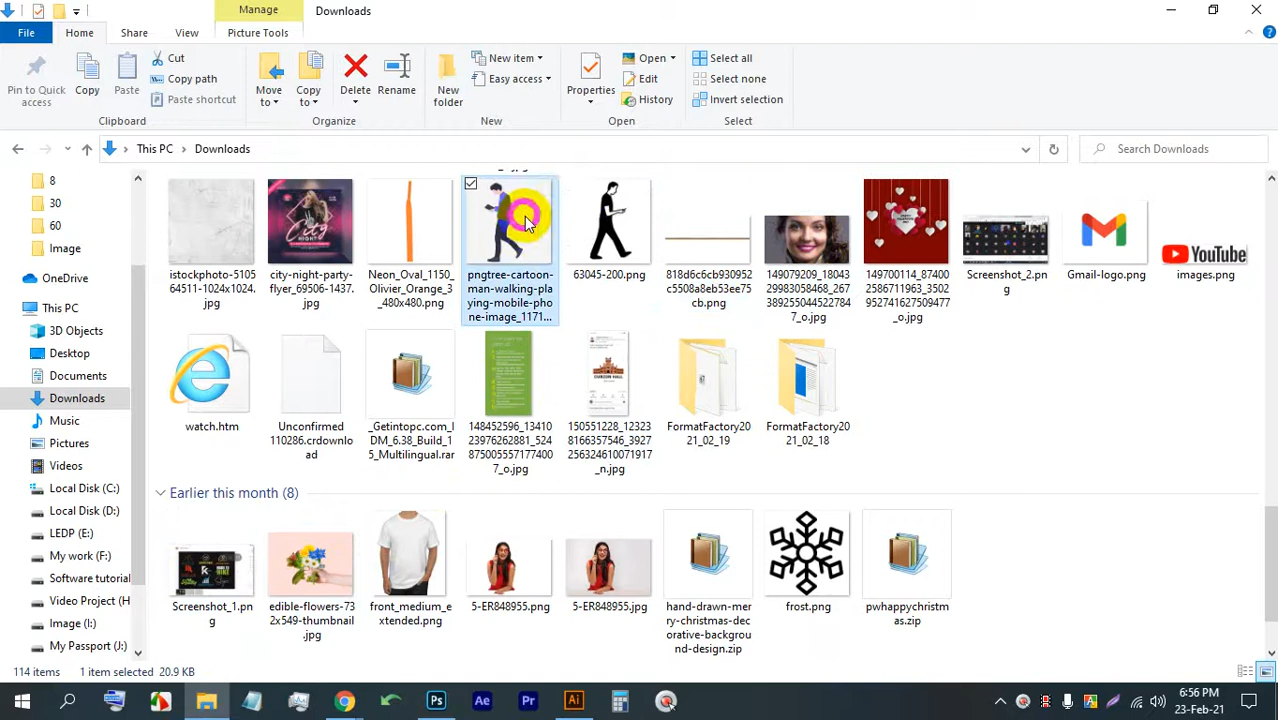 Manage
Downloads
File
Home
Share
View
Picture Tools
Pin to Quick
access
Copy
Paste
Cut
Copy path
Paste shortcut
Clipboard
Move
to
Copy
to
Delete
Rename
Organize
New
folder
New item
Easy access
New
Properties
Open
Edit
History
Open
Select all
Select none
Invert selection
Select
This PC
Downloads
Search Downloads
8
30
60
Image
OneDrive
This PC
3D Objects
Desktop
Documents
Downloads
Music
Pictures
Videos
Local Disk (C:)
Local Disk (D:)
LEDP (E:)
My work (F:)
Software tutorial
Video Project (H
Image (I:)
My Passport (J:)
istockphoto-5105
64511-1024x1024.
jpg
city-night-party-
flyer_69506-1437.
jpg
Neon_Oval_1150_
Olivier_Orange_3
_480x480.png
pngtree-cartoon-
man-walking-pla
ying-mobile-pho
ne-image_1171...
63045-200.png
818d6c6cb930952
cc5508a8eb53ee75
cb.png
149079209_18043
29983058468_267
389255044522784
7_o.jpg
149700114_87400
2586711963_3502
952741627509477
_o.jpg
Screenshot_2.pn
g
Gmail-logo.png
YouTube
images.png
watch.htm
Unconfirmed
110286.crdownlo
ad
_Getintopc.com_I
DM_6.38_Build_1
5_Multilingual.rar
148452596_13410
23976262881_524
875005557177400
7_o.jpg
150551228_12323
8166357546_3927
256324610071917
_n.jpg
FormatFactory20
21_02_19
FormatFactory20
21_02_18
Earlier this month (8)
Screenshot_1.pn
g
edible-flowers-73
2x549-thumbnail
.jpg
front_medium_e
xtended.png
5-ER848955.png
5-ER848955.jpg
hand-drawn-mer
ry-christmas-dec
orative-backgrou
nd-design.zip
frost.png
pwhappychristm
as.zip
114 items
1 item selected 20.9 KB
Ps
Ae
Pr
Ai
6:56 PM
23-Feb-21